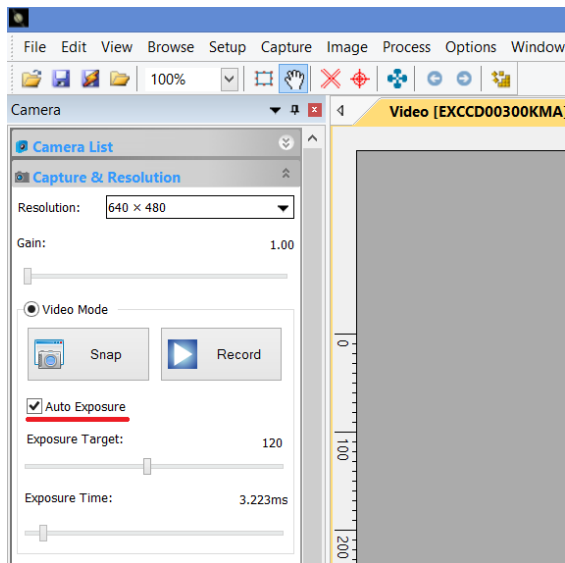 File Edit View Browse Setup Capture Image Process Options Window
100%
Camera
Video [EXCCD00300KMA]
Camera List
Capture & Resolution
Resolution: 640 × 480
Gain: 1.00
Video Mode
Snap Record
Auto Exposure
Exposure Target: 120
Exposure Time: 3.223ms
0
100
200